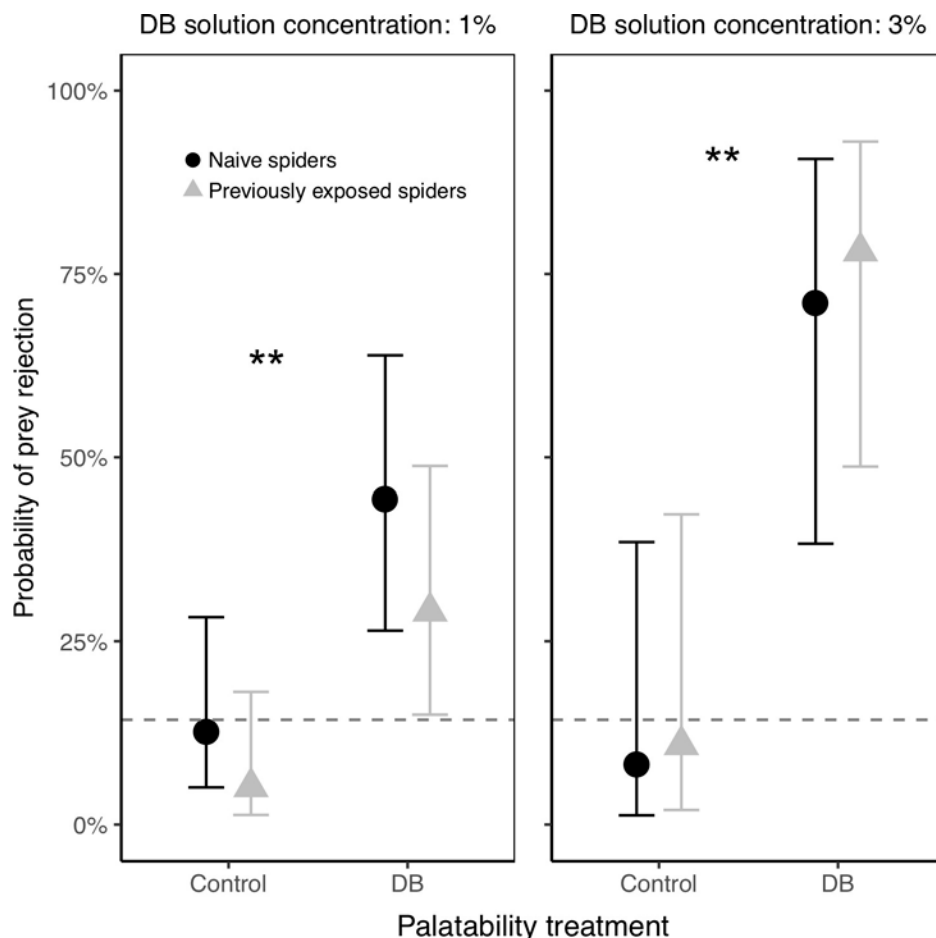 DB solution concentration: 1%
DB solution concentration: 3%
100%
75%
50%
25%
0%
Naive spiders
Previously exposed spiders
**
**
Probability of prey rejection
Control
DB
Control
DB
Palatability treatment